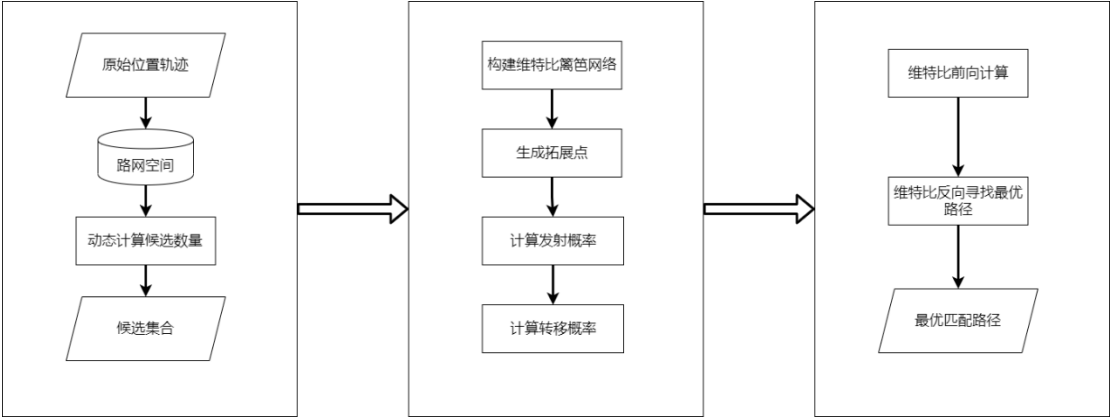 原始位置轨迹
路网空间
动态计算候选数量
候选集合
构建维特比篱笆网络
生成拓展点
计算发射概率
计算转移概率
维特比前向计算
维特比反向寻找最优
路径
最优匹配路径